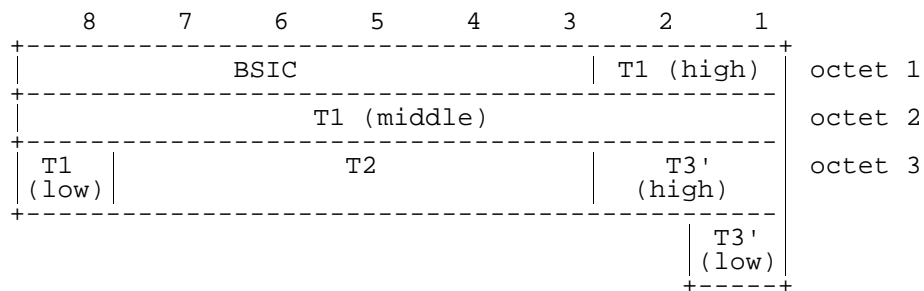 8 7 6 5 4 3 2 1
BSIC T1 (high) octet 1
T1 (middle) octet 2
T1 T2 T3' octet 3
(low) (high)
T3'
(low)